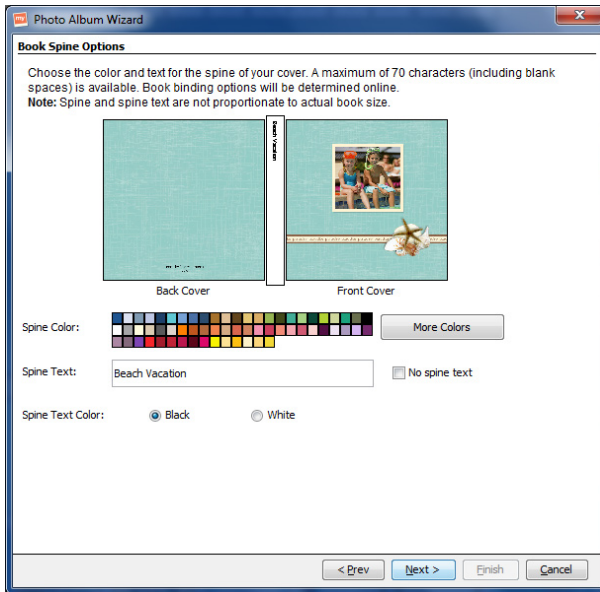 my
Photo Album Wizard
Book Spine Options
Choose the color and text for the spine of your cover. A maximum of 70 characters (including blank
spaces) is available. Book binding options will be determined online.
Note: Spine and spine text are not proportionate to actual book size.
Beach Vacation
Back Cover
Front Cover
Spine Color:
More Colors
Spine Text:
Beach Vacation
No spine text
Spine Text Color:
Black
White
< Prev
Next >
Finish
Cancel